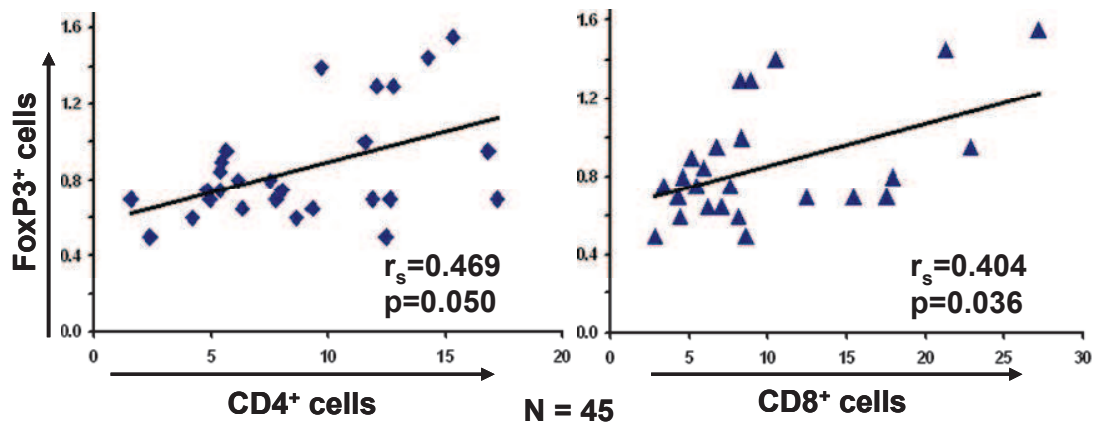 FoxP3⁺ cells
1.6
1.2
0.8
0.4
0.0
0 5 10 15 20
rₛ=0.469
p=0.050
CD4⁺ cells
1.6
1.2
0.8
0.4
0.0
0 5 10 15 20 25 30
rₛ=0.404
p=0.036
CD8⁺ cells
N = 45